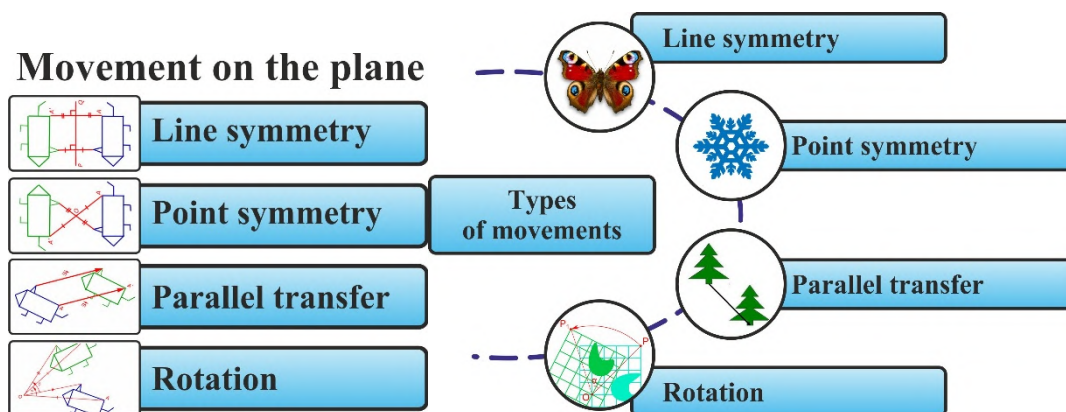 Movement on the plane
Line symmetry
Point symmetry
Parallel transfer
Rotation
Types
of movements
Line symmetry
Point symmetry
Parallel transfer
Rotation
P
P
O
α